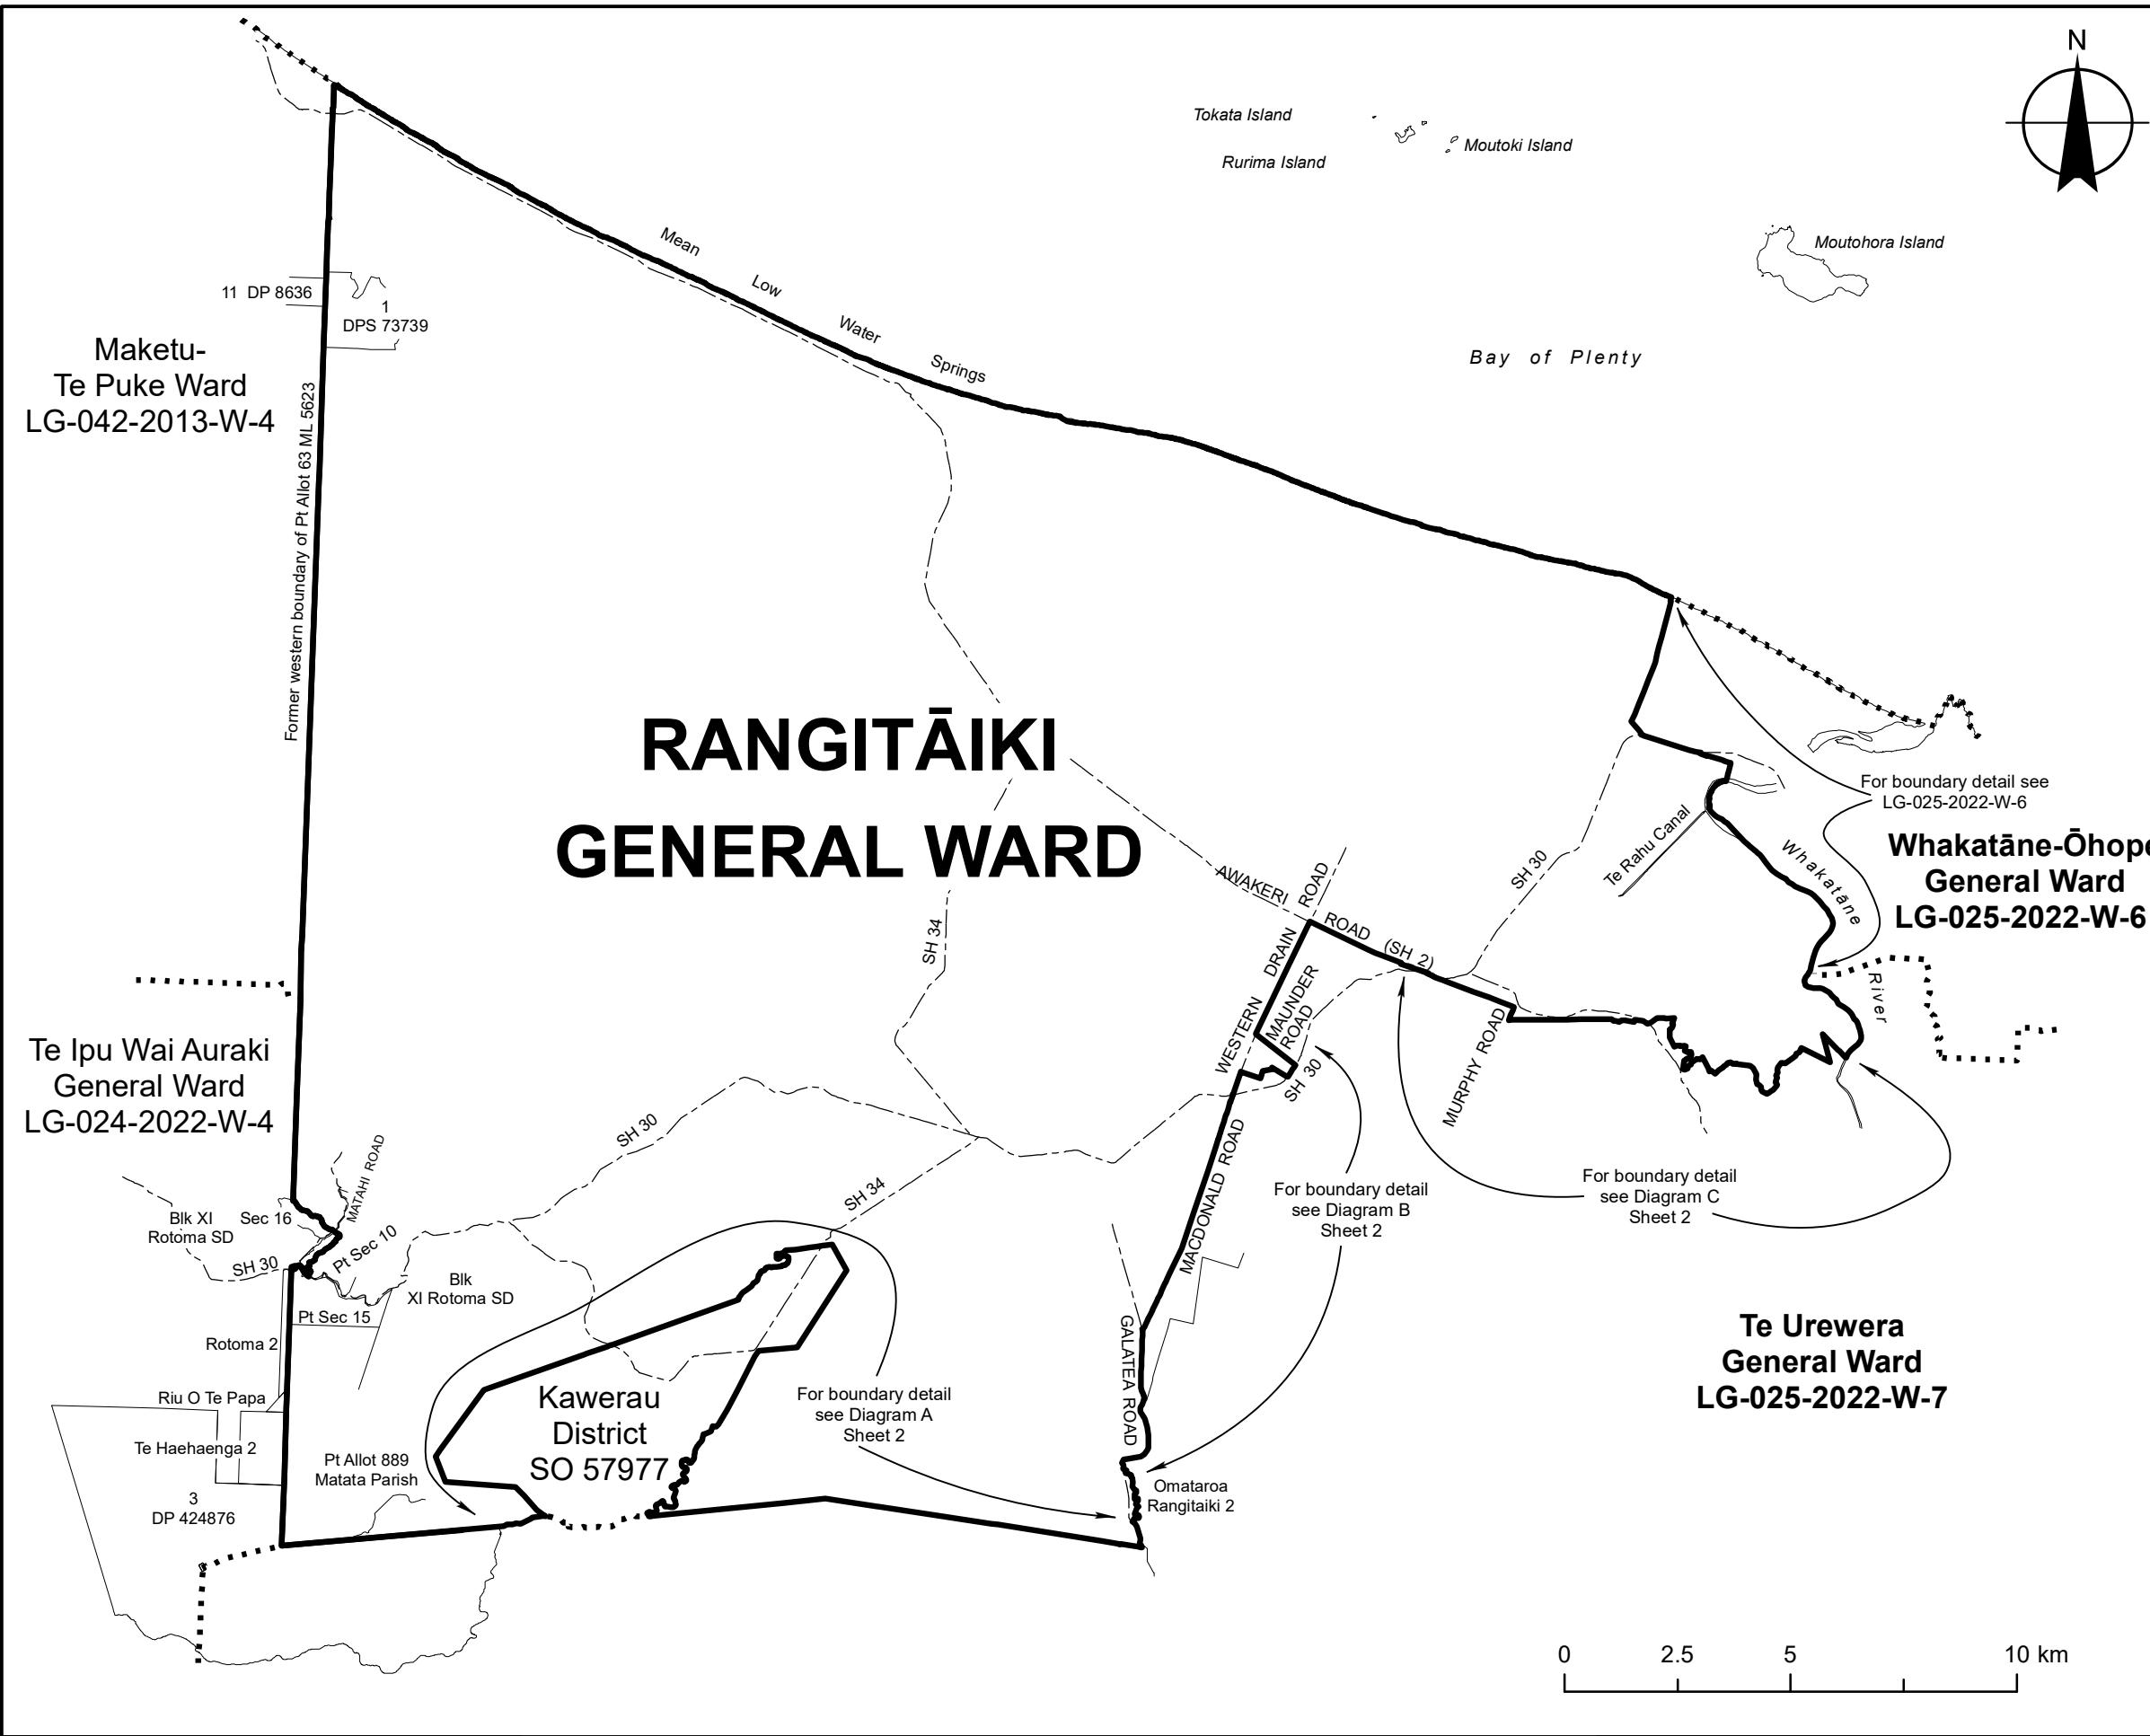 N
Tokata Island
Moutoki Island
Rurima Island
Moutohora Island
Mean
Low
Water
Springs
Bay of Plenty
11 DP 8636
1
DPS 73739
Maketu-
Te Puke Ward
LG-042-2013-W-4
Former western boundary of Pt Allot 63 ML 5623
RANGITĀIKI
GENERAL WARD
For boundary detail see
LG-025-2022-W-6
Te Rahu Canal
Whakatāne
River
Whakatāne-Ōhope
General Ward
LG-025-2022-W-6
SH 30
AWAKERI
ROAD
(SH 2)
WESTERN
DRAIN
ROAD
MAUNDER
ROAD
SH 30
SH 34
MURPHY ROAD
MACDONALD ROAD
Te Ipu Wai Auraki
General Ward
LG-024-2022-W-4
SH 30
SH 34
MATAHI ROAD
Blk XI
Rotoma SD
Sec 16
Pt Sec 10
SH 30
Blk
XI Rotoma SD
Pt Sec 15
Rotoma 2
Riu O Te Papa
Te Haehaenga 2
Pt Allot 889
Matata Parish
3
DP 424876
Kawerau
District
SO 57977
For boundary detail
see Diagram A
Sheet 2
For boundary detail
see Diagram B
Sheet 2
For boundary detail
see Diagram C
Sheet 2
GALATEA ROAD
Omataroa
Rangitaiki 2
Te Urewera
General Ward
LG-025-2022-W-7
0
2.5
5
10 km